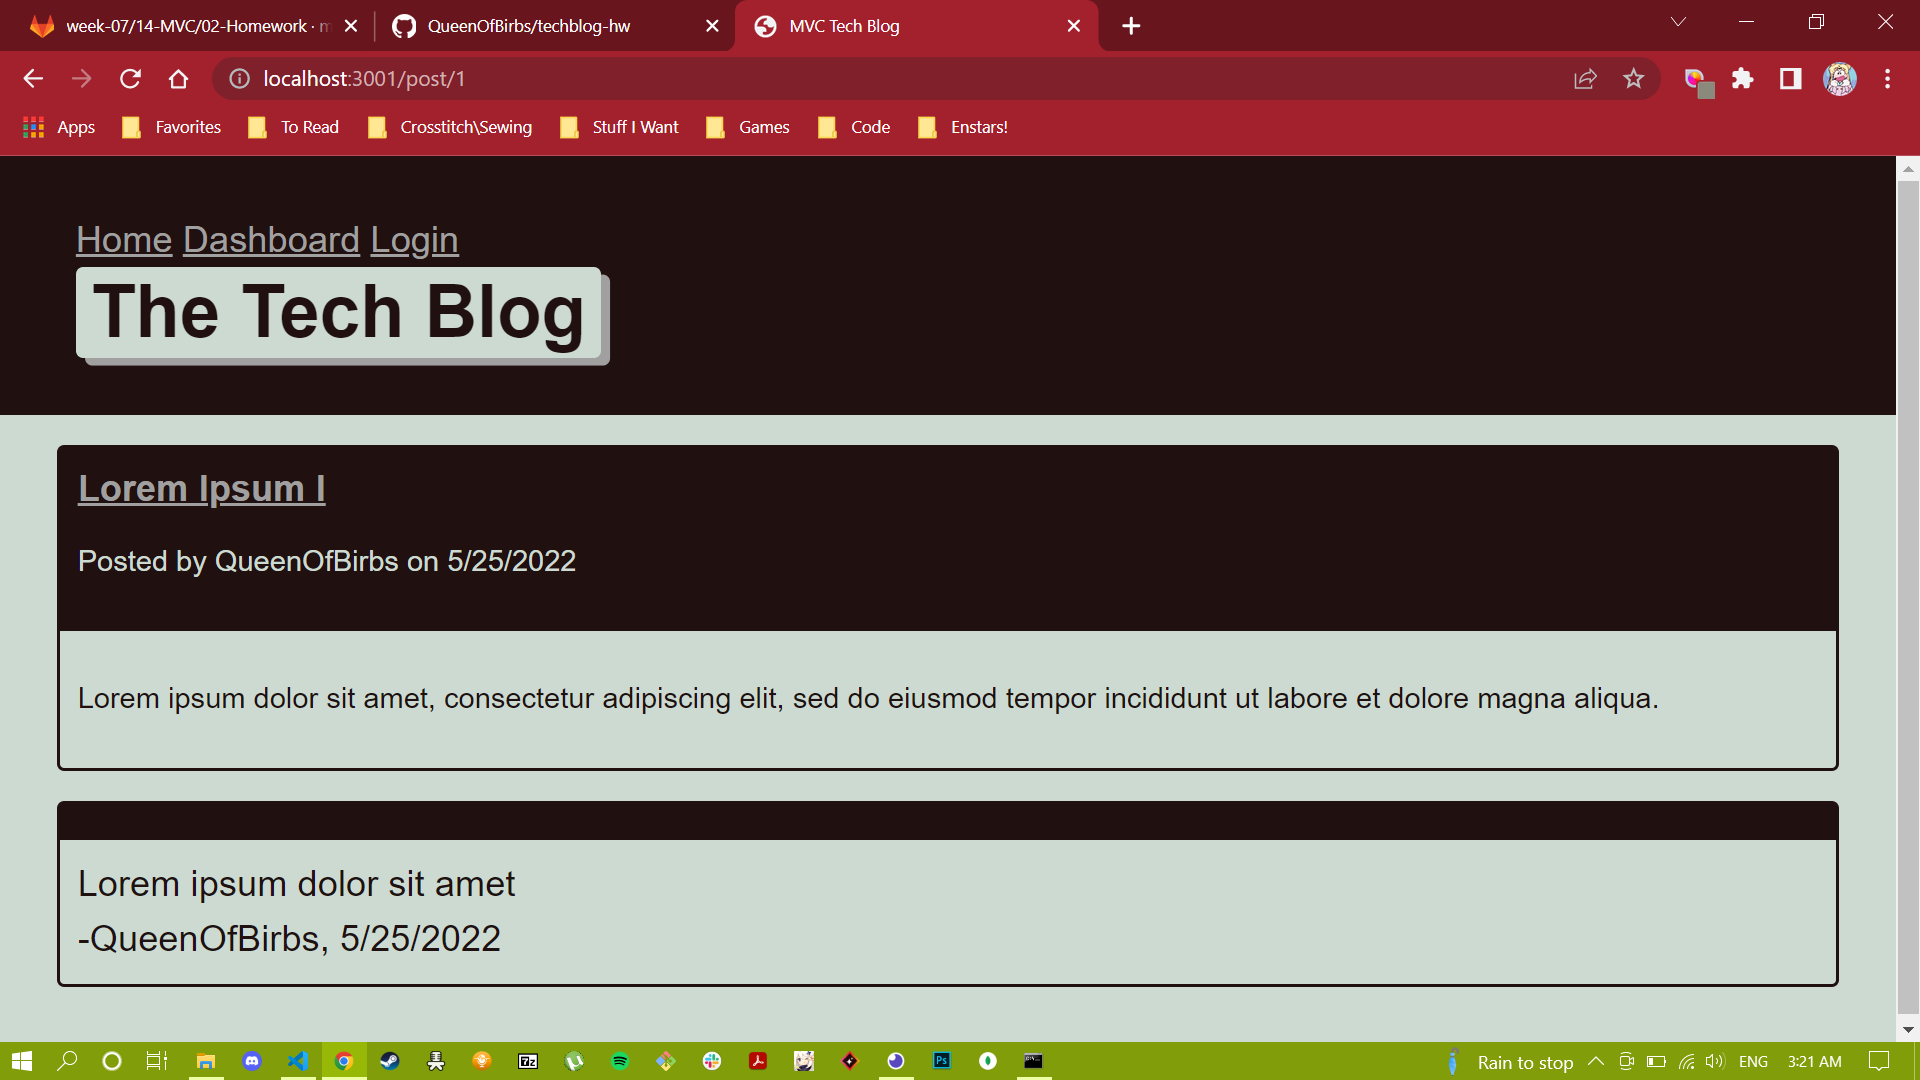 week-07/14-MVC/02-Homework · m
QueenOfBirbs/techblog-hw
MVC Tech Blog
localhost:3001/post/1
Apps
Favorites
To Read
Crosstitch\Sewing
Stuff I Want
Games
Code
Enstars!
Home Dashboard Login
The Tech Blog
Lorem Ipsum I
Posted by QueenOfBirbs on 5/25/2022
Lorem ipsum dolor sit amet, consectetur adipiscing elit, sed do eiusmod tempor incididunt ut labore et dolore magna aliqua.
Lorem ipsum dolor sit amet
-QueenOfBirbs, 5/25/2022
7z
Ps
Rain to stop
ENG
3:21 AM